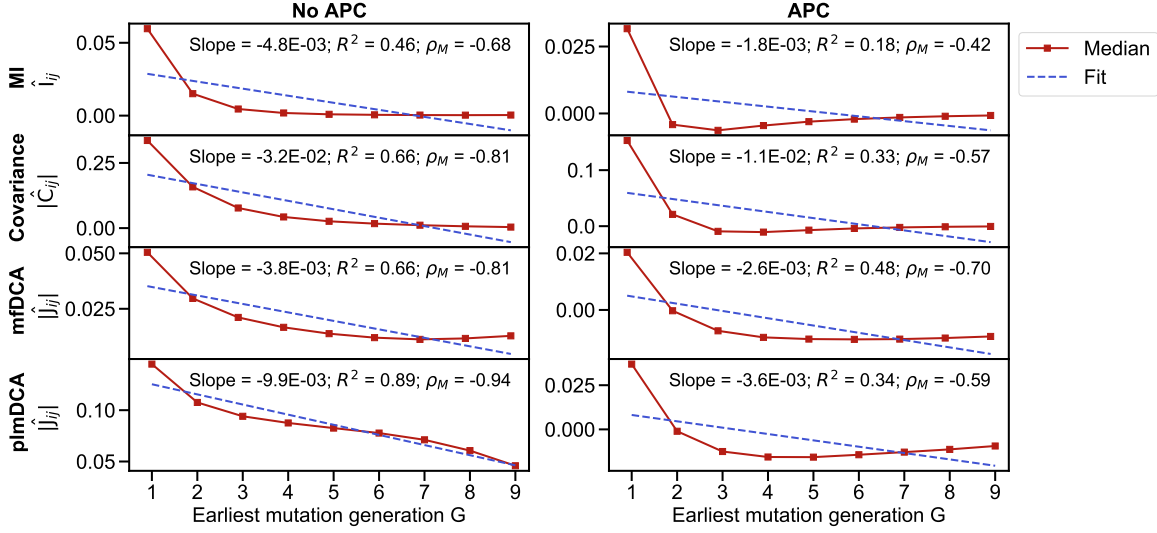 No APC
APC
MI
Î_ij
0.05
0.00
Slope = -4.8E-03; R² = 0.46; ρ_M = -0.68
0.025
0.000
Slope = -1.8E-03; R² = 0.18; ρ_M = -0.42
Median
Fit
Covariance
|Ĉ_ij|
0.25
0.00
Slope = -3.2E-02; R² = 0.66; ρ_M = -0.81
0.1
0.0
Slope = -1.1E-02; R² = 0.33; ρ_M = -0.57
mfDCA
|Ĵ_ij|
0.050
0.025
Slope = -3.8E-03; R² = 0.66; ρ_M = -0.81
0.02
0.00
Slope = -2.6E-03; R² = 0.48; ρ_M = -0.70
plmDCA
|Ĵ_ij|
0.10
0.05
Slope = -9.9E-03; R² = 0.89; ρ_M = -0.94
0.025
0.000
Slope = -3.6E-03; R² = 0.34; ρ_M = -0.59
1 2 3 4 5 6 7 8 9
1 2 3 4 5 6 7 8 9
Earliest mutation generation G
Earliest mutation generation G